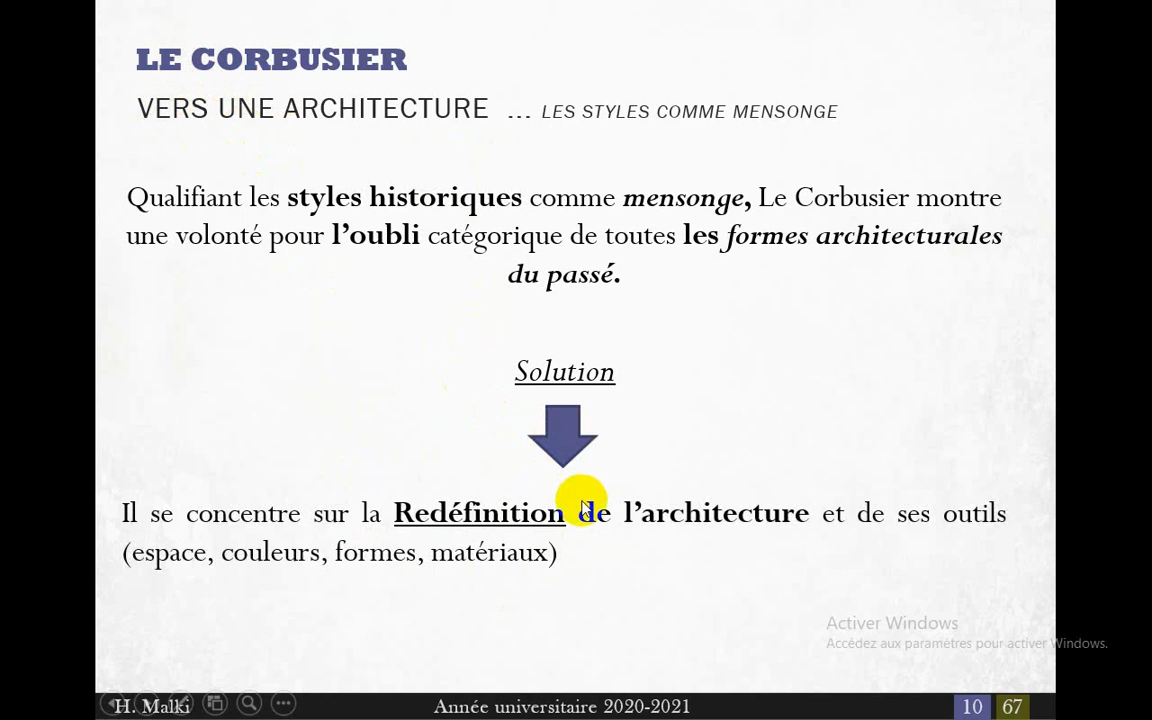 LE CORBUSIER
VERS UNE ARCHITECTURE ... LES STYLES COMME MENSONGE
Qualifiant les styles historiques comme mensonge, Le Corbusier montre
une volonté pour l’oubli catégorique de toutes les formes architecturales
du passé.
Solution
Il se concentre sur la Redéfinition de l’architecture et de ses outils
(espace, couleurs, formes, matériaux)
Activer Windows
Accédez aux paramètres pour activer Windows.
H. Malki
Année universitaire 2020-2021
10
67